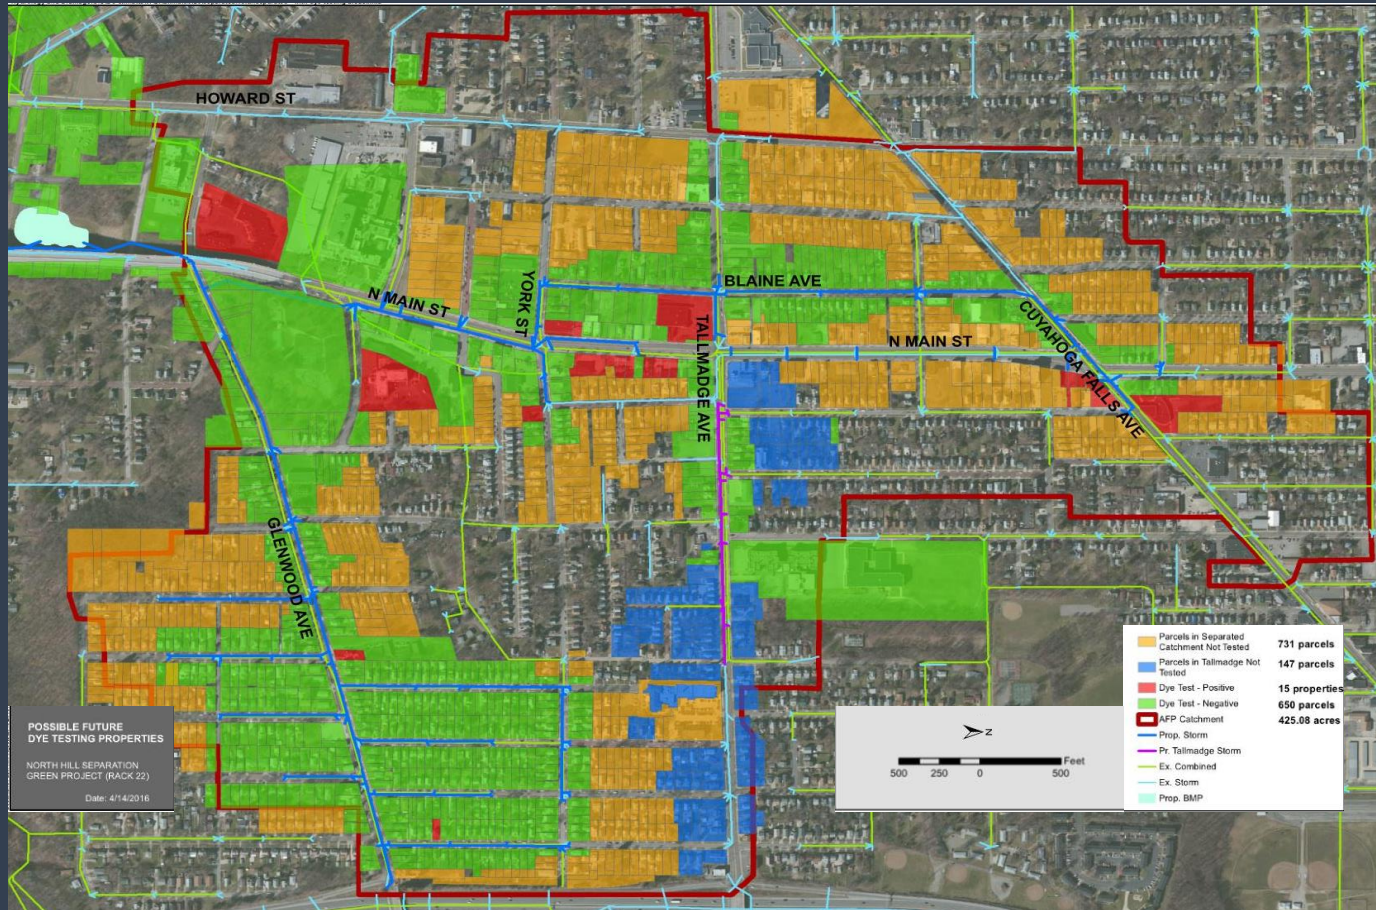 HOWARD ST
N MAIN ST
YORK ST
BLAINE AVE
TALLMADGE AVE
N MAIN ST
CUYAHOGA FALLS AVE
GLENWOOD AVE
POSSIBLE FUTURE
DYE TESTING PROPERTIES
NORTH HILL SEPARATION
GREEN PROJECT (RACK 22)
Date: 4/14/2016
N
500 250 0 500 Feet
Parcels in Separated
Catchment Not Tested 731 parcels
Parcels in Tallmadge Not
Tested 147 parcels
Dye Test - Positive 15 properties
Dye Test - Negative 650 parcels
AFP Catchment 425.08 acres
Prop. Storm
Pr. Tallmadge Storm
Ex. Combined
Ex. Storm
Prop. BMP